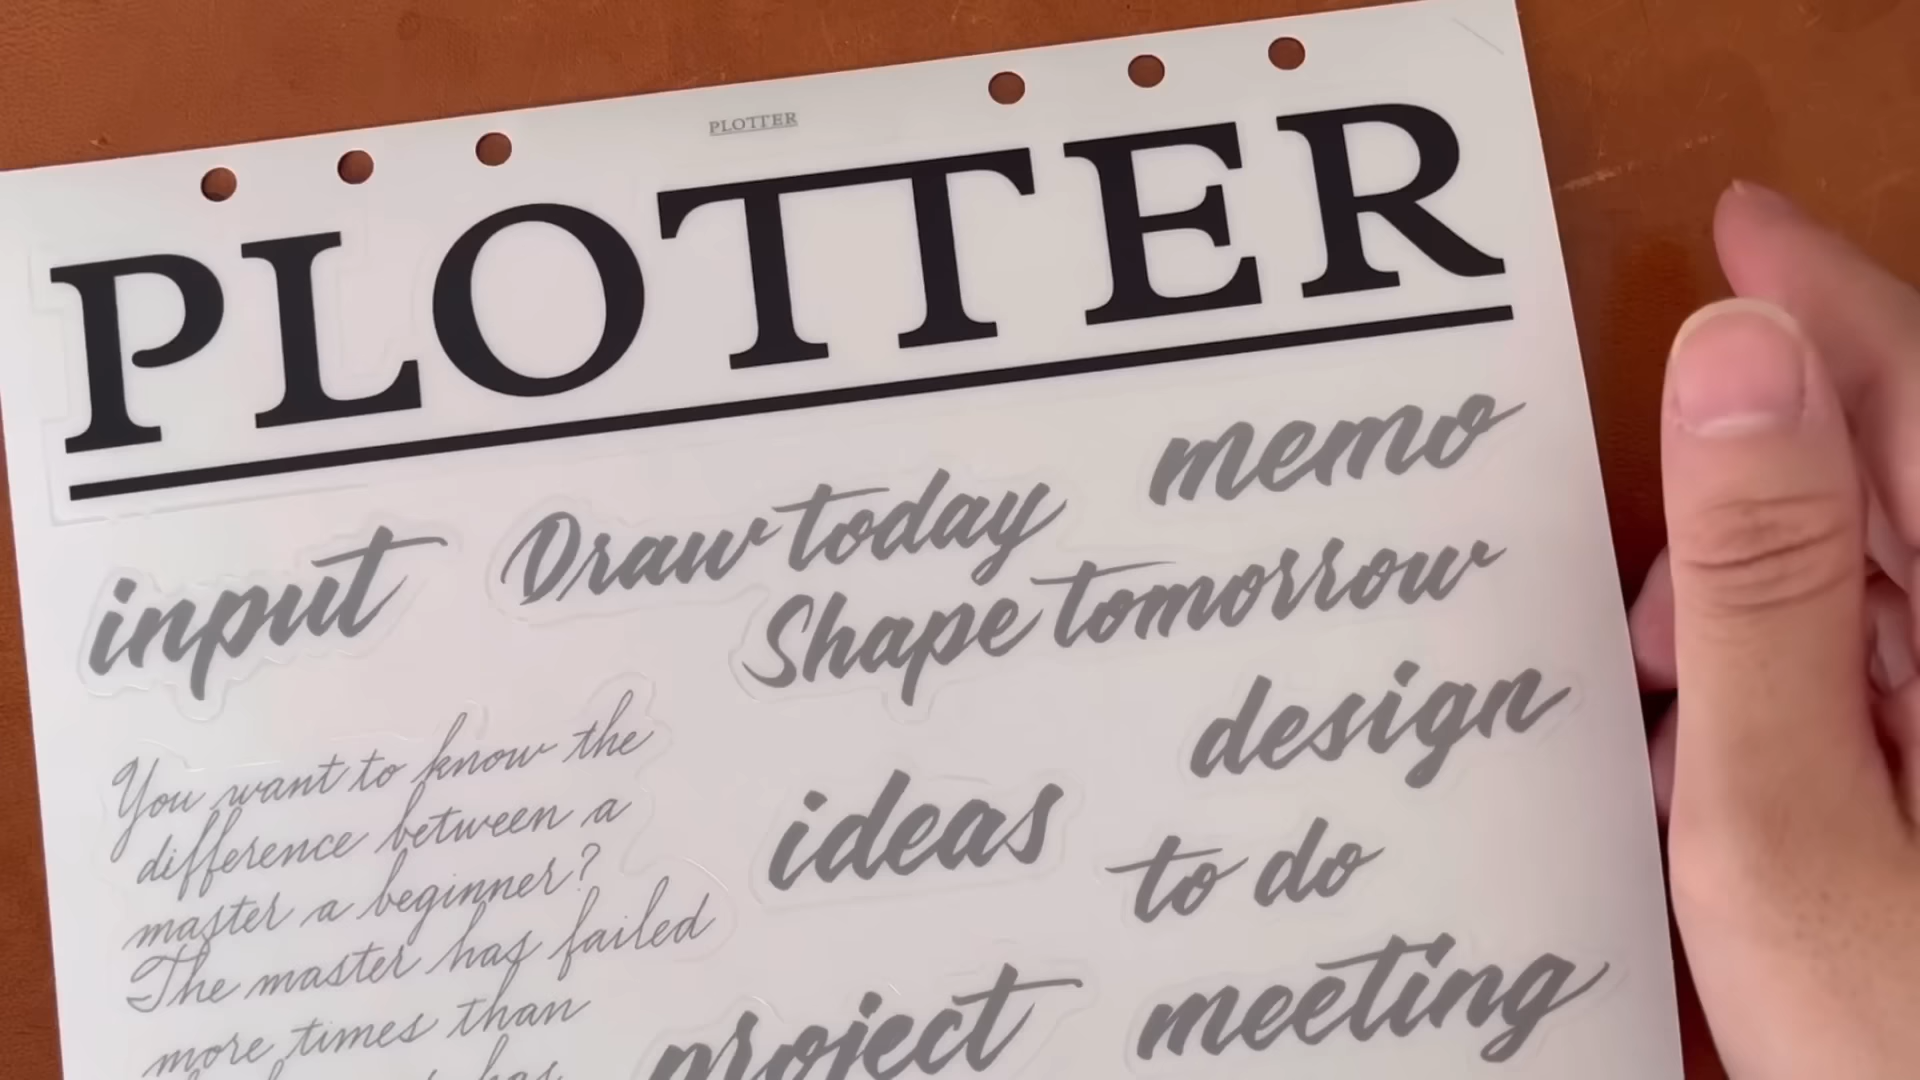 PLOTTER
PLOTTER
memo
input
Draw today
Shape tomorrow
design
You want to know the
difference between a
master a beginner?
The master has failed
more times than
has
ideas
to do
project
meeting